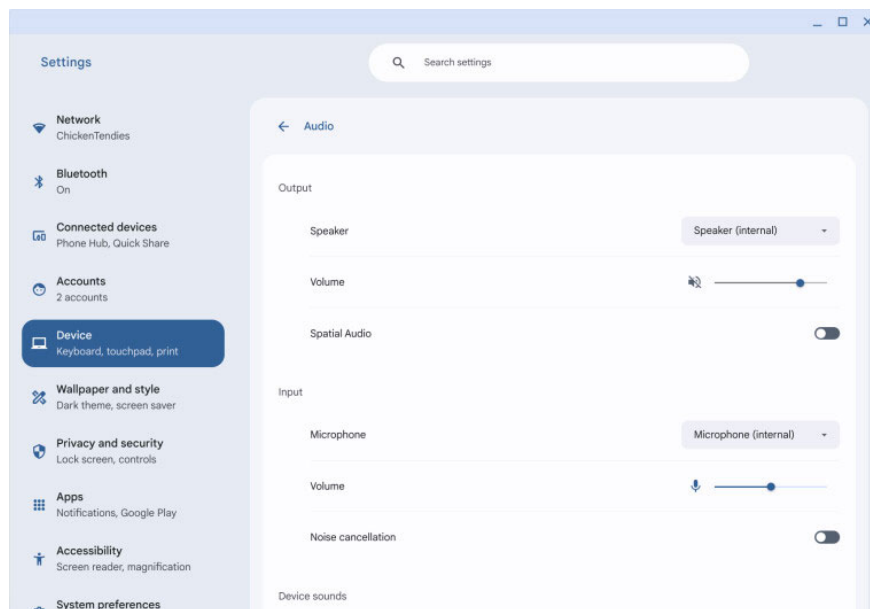 Settings
Search settings
Network
ChickenTendies
Bluetooth
On
Connected devices
Phone Hub, Quick Share
Accounts
2 accounts
Device
Keyboard, touchpad, print
Wallpaper and style
Dark theme, screen saver
Privacy and security
Lock screen, controls
Apps
Notifications, Google Play
Accessibility
Screen reader, magnification
System preferences
Audio
Output
Speaker
Speaker (internal)
Volume
Spatial Audio
Input
Microphone
Microphone (internal)
Volume
Noise cancellation
Device sounds